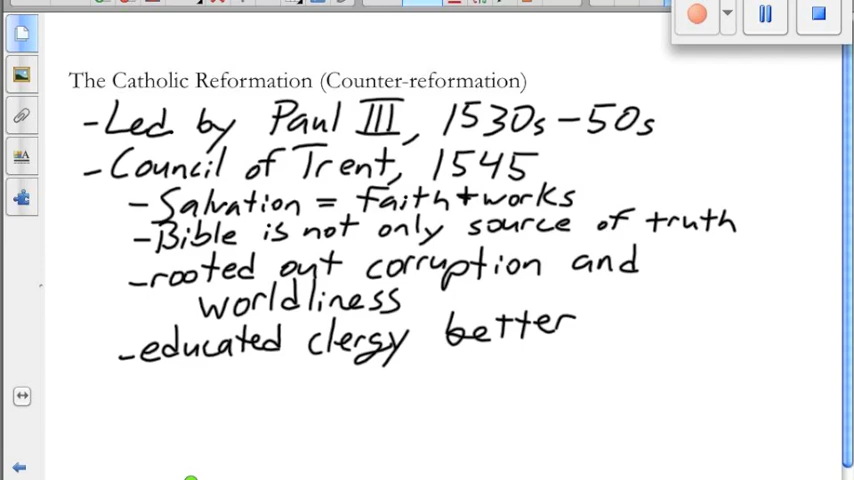 The Catholic Reformation (Counter-reformation)
- Led by Paul III, 1530s - 50s
- Council of Trent, 1545
- Salvation = Faith + works
- Bible is not only source of truth
- rooted out corruption and
worldliness
- educated clergy better